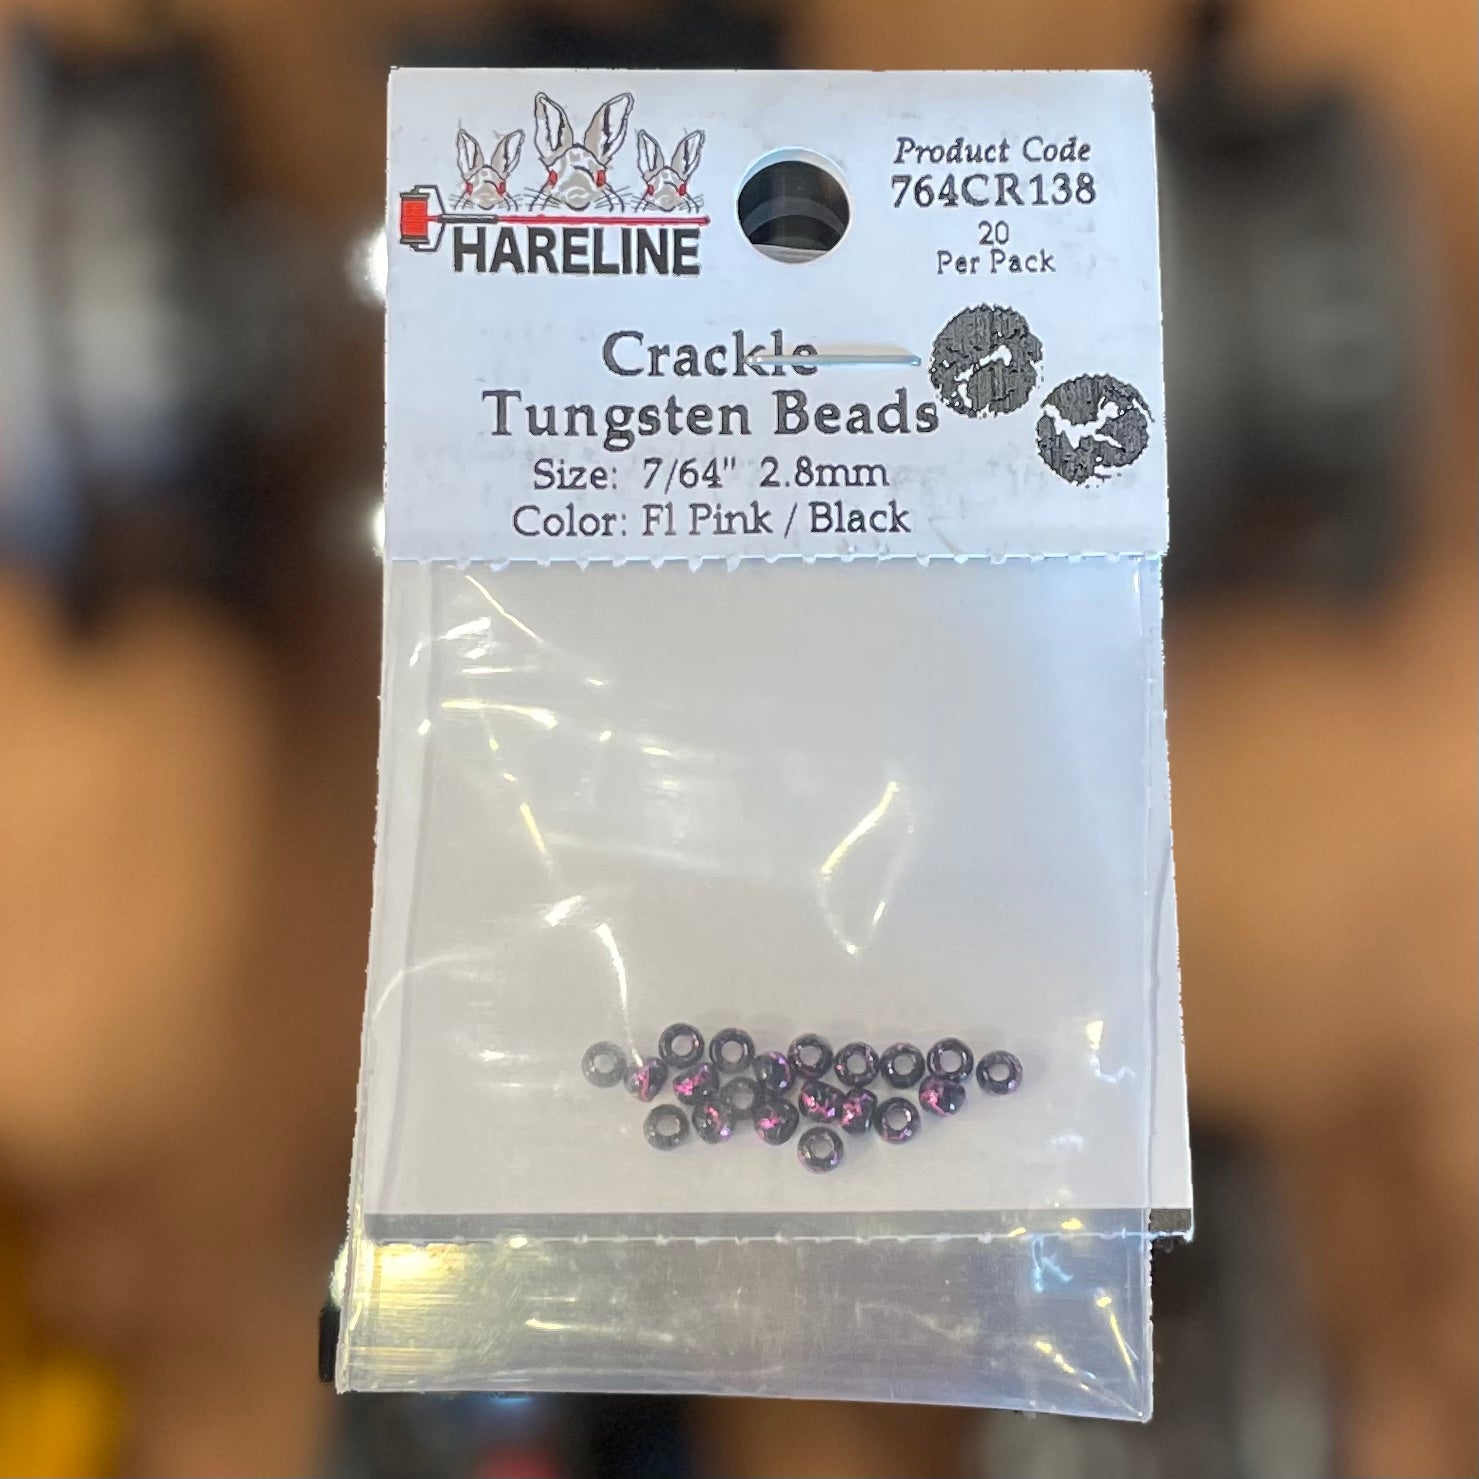 HARELINE
Product Code
764CR138
20
Per Pack
Crackle
Tungsten Beads
Size: 7/64" 2.8mm
Color: Fl Pink / Black